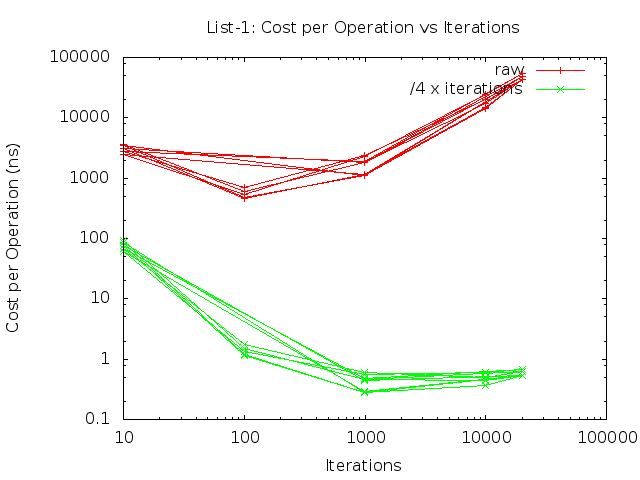 List-1: Cost per Operation vs Iterations
raw
/4 x iterations
100000
10000
1000
100
10
1
0.1
Cost per Operation (ns)
10 100 1000 10000 100000
Iterations